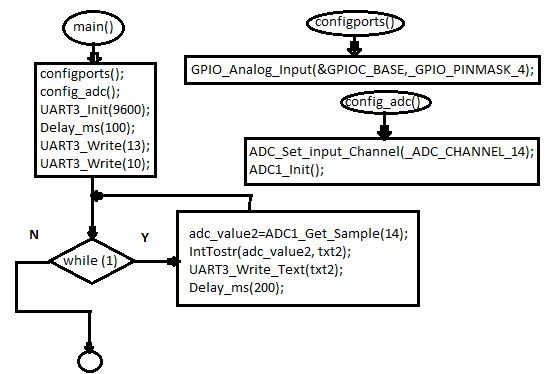 main()
configports();
config_adc();
UART3_Init(9600);
Delay_ms(100);
UART3_Write(13);
UART3_Write(10);
N
Y
while (1)
adc_value2=ADC1_Get_Sample(14);
IntTostr(adc_value2, txt2);
UART3_Write_Text(txt2);
Delay_ms(200);
configports()
GPIO_Analog_Input(&GPIOC_BASE,_GPIO_PINMASK_4);
config_adc()
ADC_Set_input_Channel(_ADC_CHANNEL_14);
ADC1_Init();